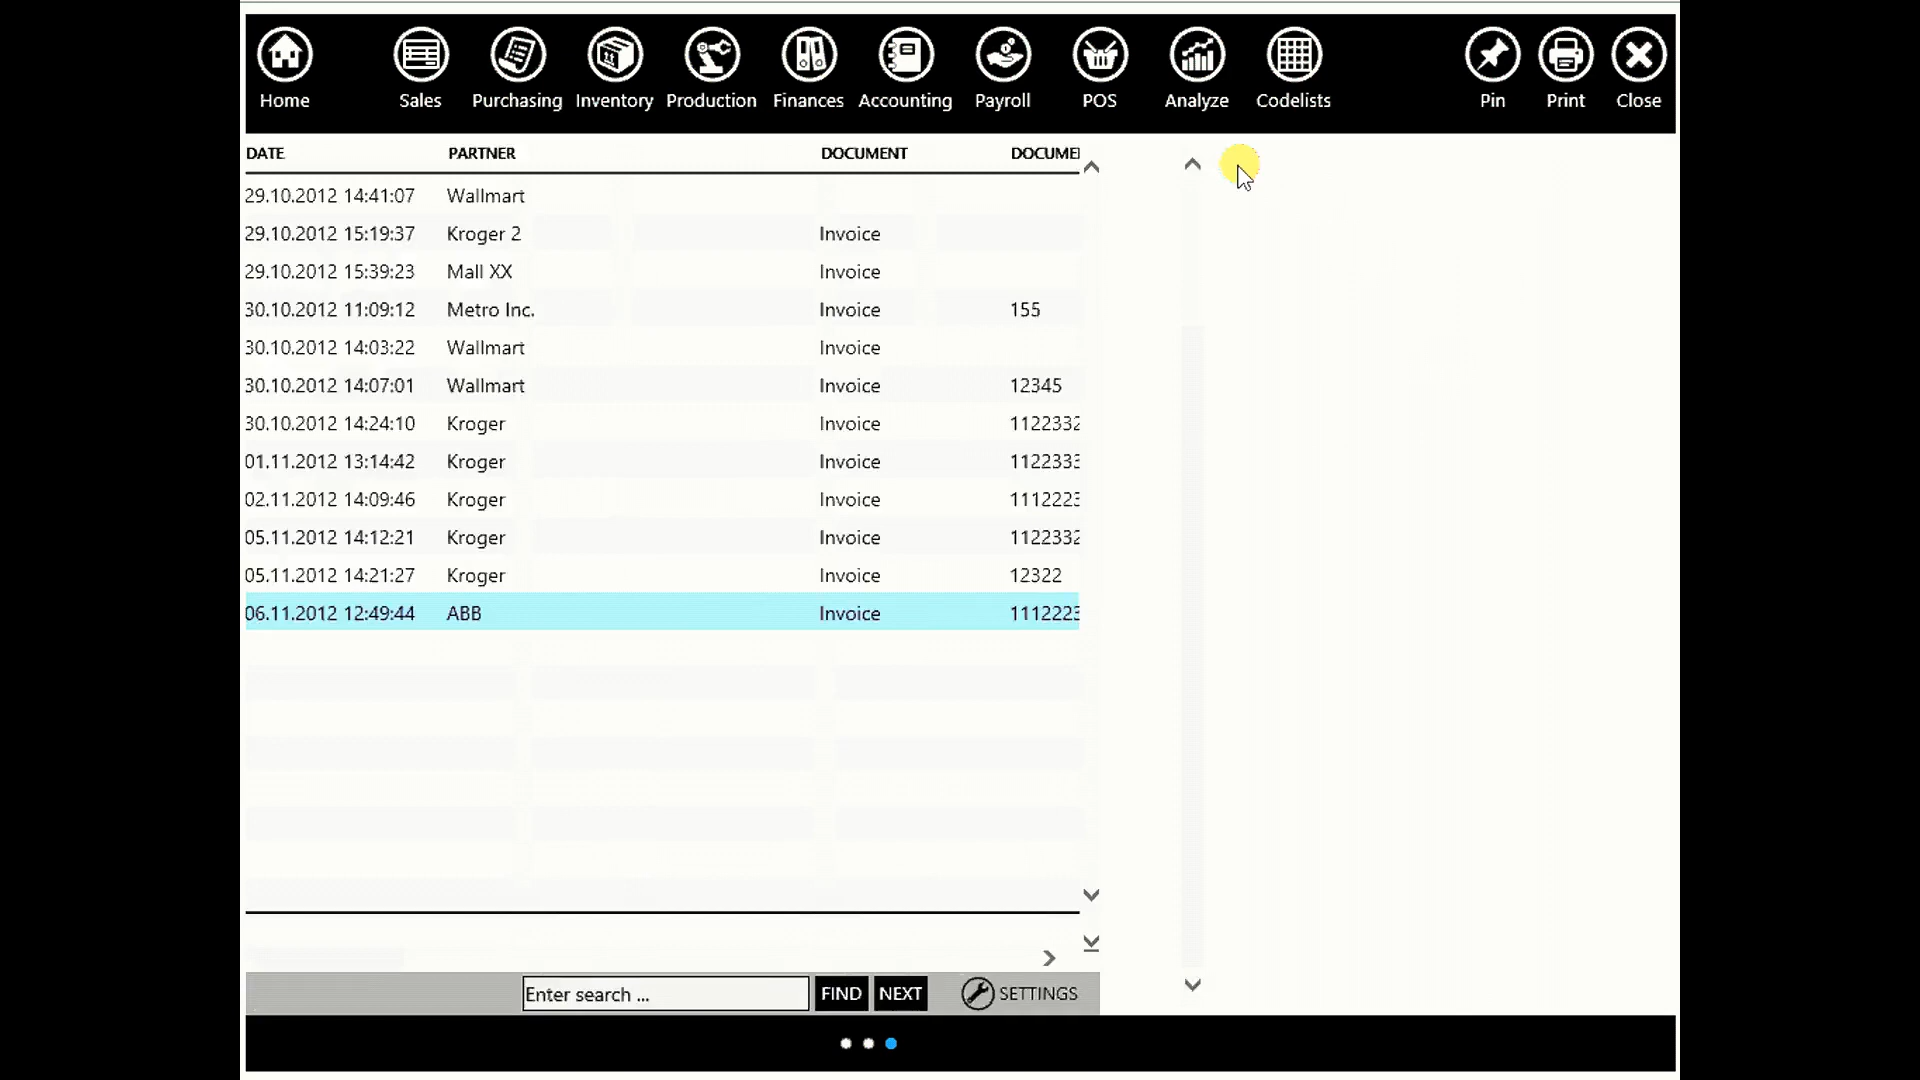 Home Sales Purchasing Inventory Production Finances Accounting Payroll POS Analyze Codelists Pin Print Close
DATE PARTNER DOCUMENT DOCUME
29.10.2012 14:41:07 Wallmart
29.10.2012 15:19:37 Kroger 2 Invoice
29.10.2012 15:39:23 Mall XX Invoice
30.10.2012 11:09:12 Metro Inc. Invoice 155
30.10.2012 14:03:22 Wallmart Invoice
30.10.2012 14:07:01 Wallmart Invoice 12345
30.10.2012 14:24:10 Kroger Invoice 1122332
01.11.2012 13:14:42 Kroger Invoice 1122333
02.11.2012 14:09:46 Kroger Invoice 1112223
05.11.2012 14:12:21 Kroger Invoice 1122332
05.11.2012 14:21:27 Kroger Invoice 12322
06.11.2012 12:49:44 ABB Invoice 1112223
Enter search ... FIND NEXT SETTINGS